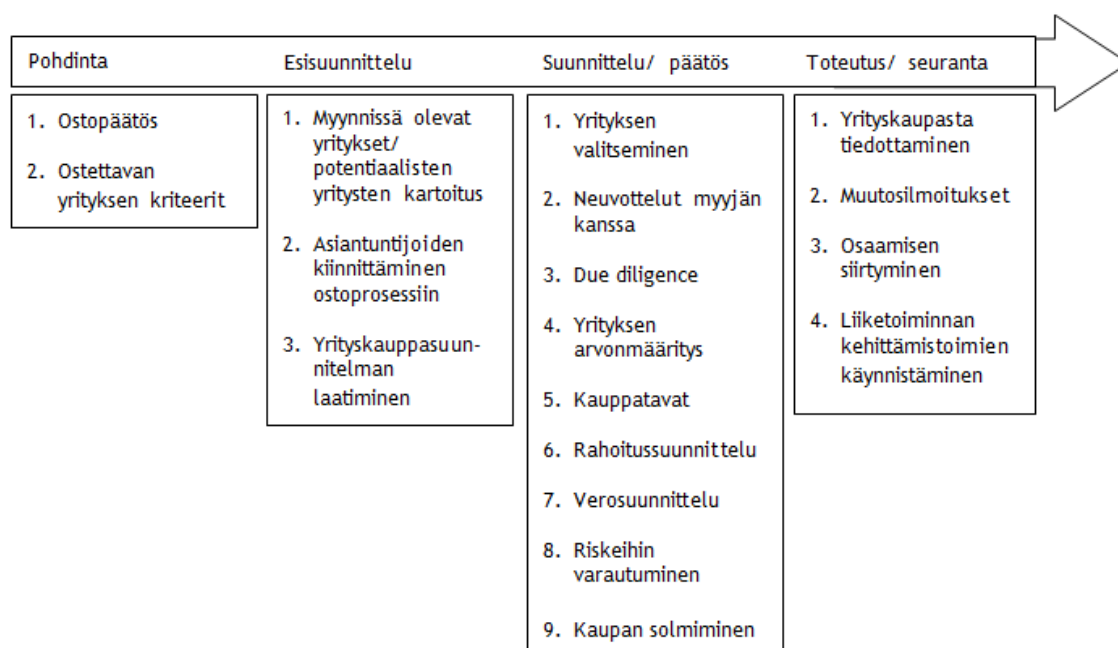 Pohdinta
Esisuunnittelu
Suunnittelu/ päätös
Toteutus/ seuranta
1. Ostopäätös
2. Ostettavan
yrityksen kriteerit
1. Myynnissä olevat
yritykset/
potentiaalisten
yritysten kartoitus
2. Asiantuntijoiden
kiinnittäminen
ostoprosessiin
3. Yrityskauppasuun-
nitelman
laatiminen
1. Yrityksen
valitseminen
2. Neuvottelut myyjän
kanssa
3. Due diligence
4. Yrityksen
arvonmääritys
5. Kauppatavat
6. Rahoitussuunnittelu
7. Verosuunnittelu
8. Riskeihin
varautuminen
9. Kaupan solmiminen
1. Yrityskaupasta
tiedottaminen
2. Muutosilmoitukset
3. Osaamisen
siirtyminen
4. Liiketoiminnan
kehittämistoimien
käynnistäminen